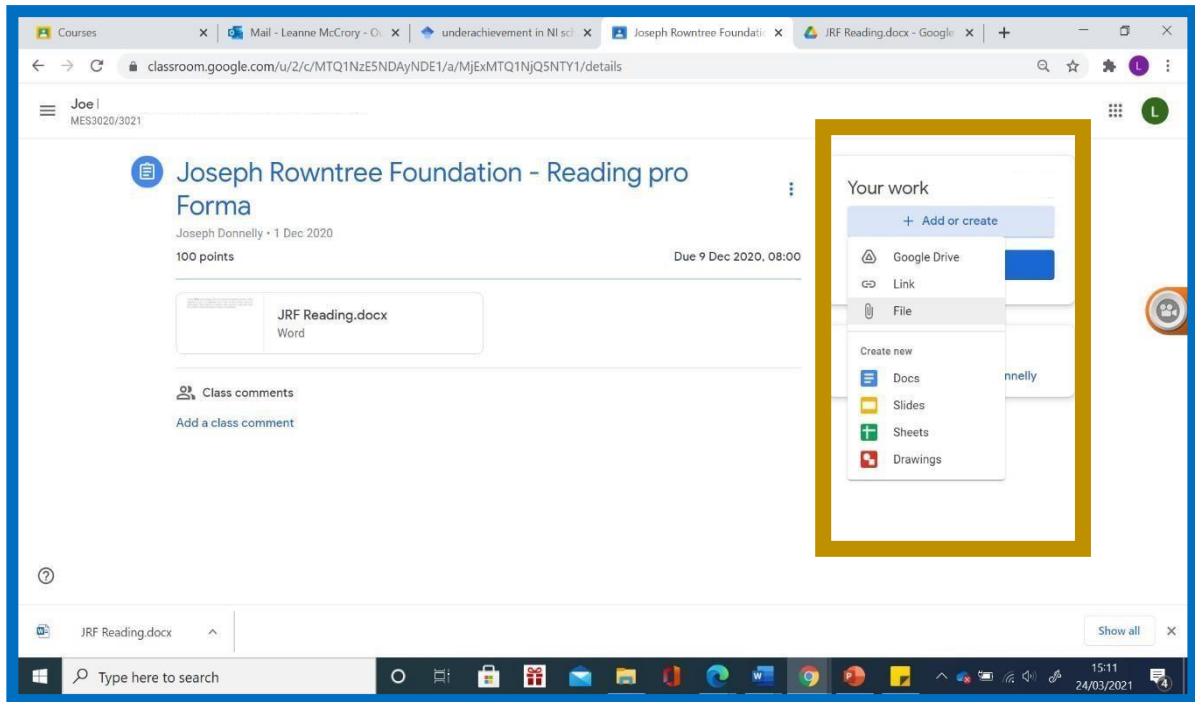 Courses
Mail - Leanne McCrory - Ou
underachievement in NI sch
Joseph Rowntree Foundatio
JRF Reading.docx - Google
classroom.google.com/u/2/c/MTQ1NzE5NDAyNDE1/a/MjExMTQ1NjQ5NTY1/details
L
Joe
MES3020/3021
L
Joseph Rowntree Foundation - Reading pro
Forma
Joseph Donnelly • 1 Dec 2020
100 points
Due 9 Dec 2020, 08:00
JRF Reading.docx
Word
Class comments
Add a class comment
Your work
+ Add or create
Google Drive
Link
File
Create new
Docs
nnelly
Slides
Sheets
Drawings
JRF Reading.docx
Show all
Type here to search
15:11
24/03/2021
4